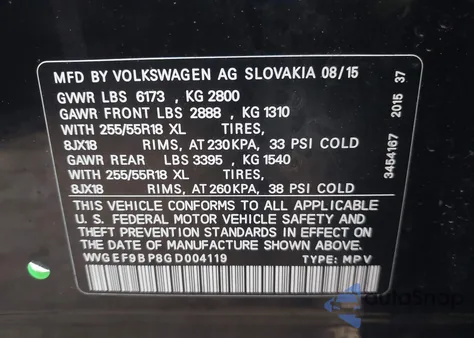 MFD BY VOLKSWAGEN AG SLOVAKIA 08/15
GVWR LBS 6173 , KG 2800
GAWR FRONT LBS 2888 , KG 1310
WITH 255/55R18 XL TIRES,
8JX18 RIMS, AT 230KPA, 33 PSI COLD
GAWR REAR LBS 3395 , KG 1540
WITH 255/55R18 XL TIRES,
8JX18 RIMS, AT 260KPA, 38 PSI COLD
THIS VEHICLE CONFORMS TO ALL APPLICABLE
U. S. FEDERAL MOTOR VEHICLE SAFETY AND
THEFT PREVENTION STANDARDS IN EFFECT ON
THE DATE OF MANUFACTURE SHOWN ABOVE.
WVGEF9BP8GD004119 TYPE: MPV
3454167 2015 37
AutoSnap